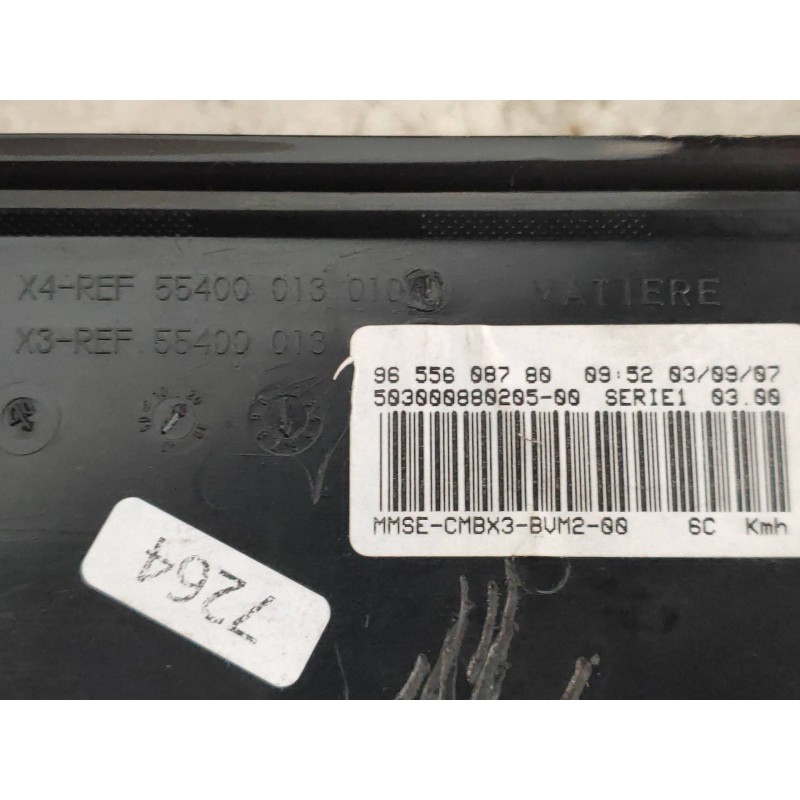 X4-REF 55400 013 010
MATIERE
X3-REF 55400 013
96 556 087 80 09:52 03/09/07
503000880205-00 SERIE1 03.00
MMSE-CMBX3-BVM2-00 6C Kmh
7264